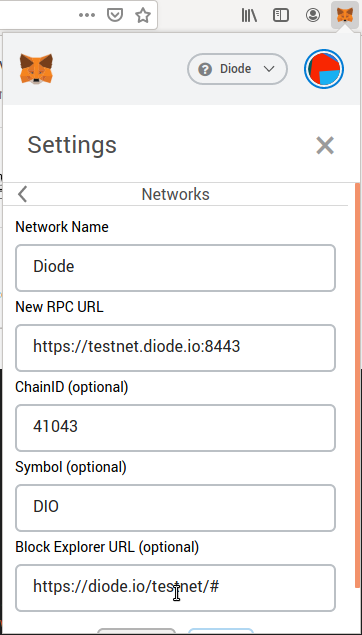 Diode
Settings
Networks
Network Name
Diode
New RPC URL
https://testnet.diode.io:8443
ChainID (optional)
41043
Symbol (optional)
DIO
Block Explorer URL (optional)
https://diode.io/testnet/#